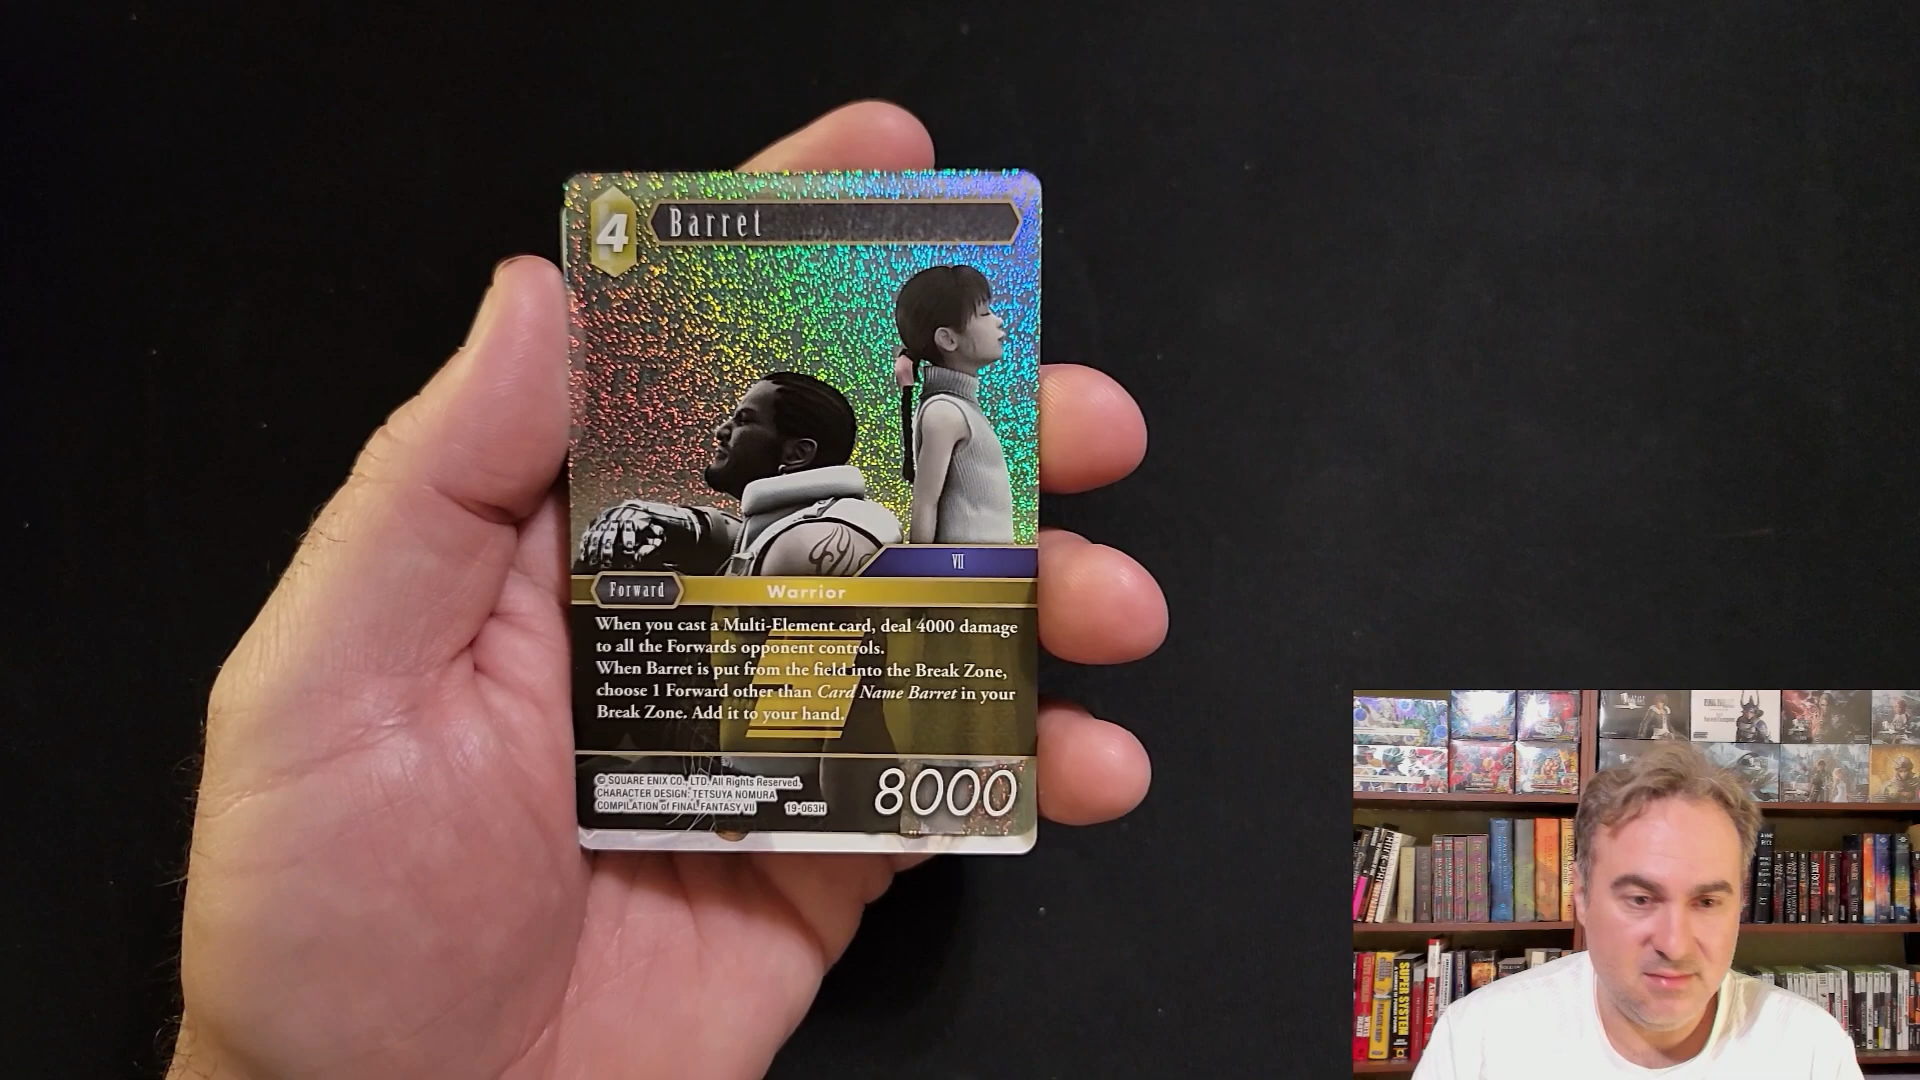 4
Barret
VII
Forward
Warrior
When you cast a Multi-Element card, deal 4000 damage
to all the Forwards opponent controls.
When Barret is put from the field into the Break Zone,
choose 1 Forward other than Card Name Barret in your
Break Zone. Add it to your hand.
© SQUARE ENIX CO., LTD. All Rights Reserved.
CHARACTER DESIGN: TETSUYA NOMURA
COMPILATION of FINAL FANTASY VII
19-063H
8000
SUPER SYSTEM